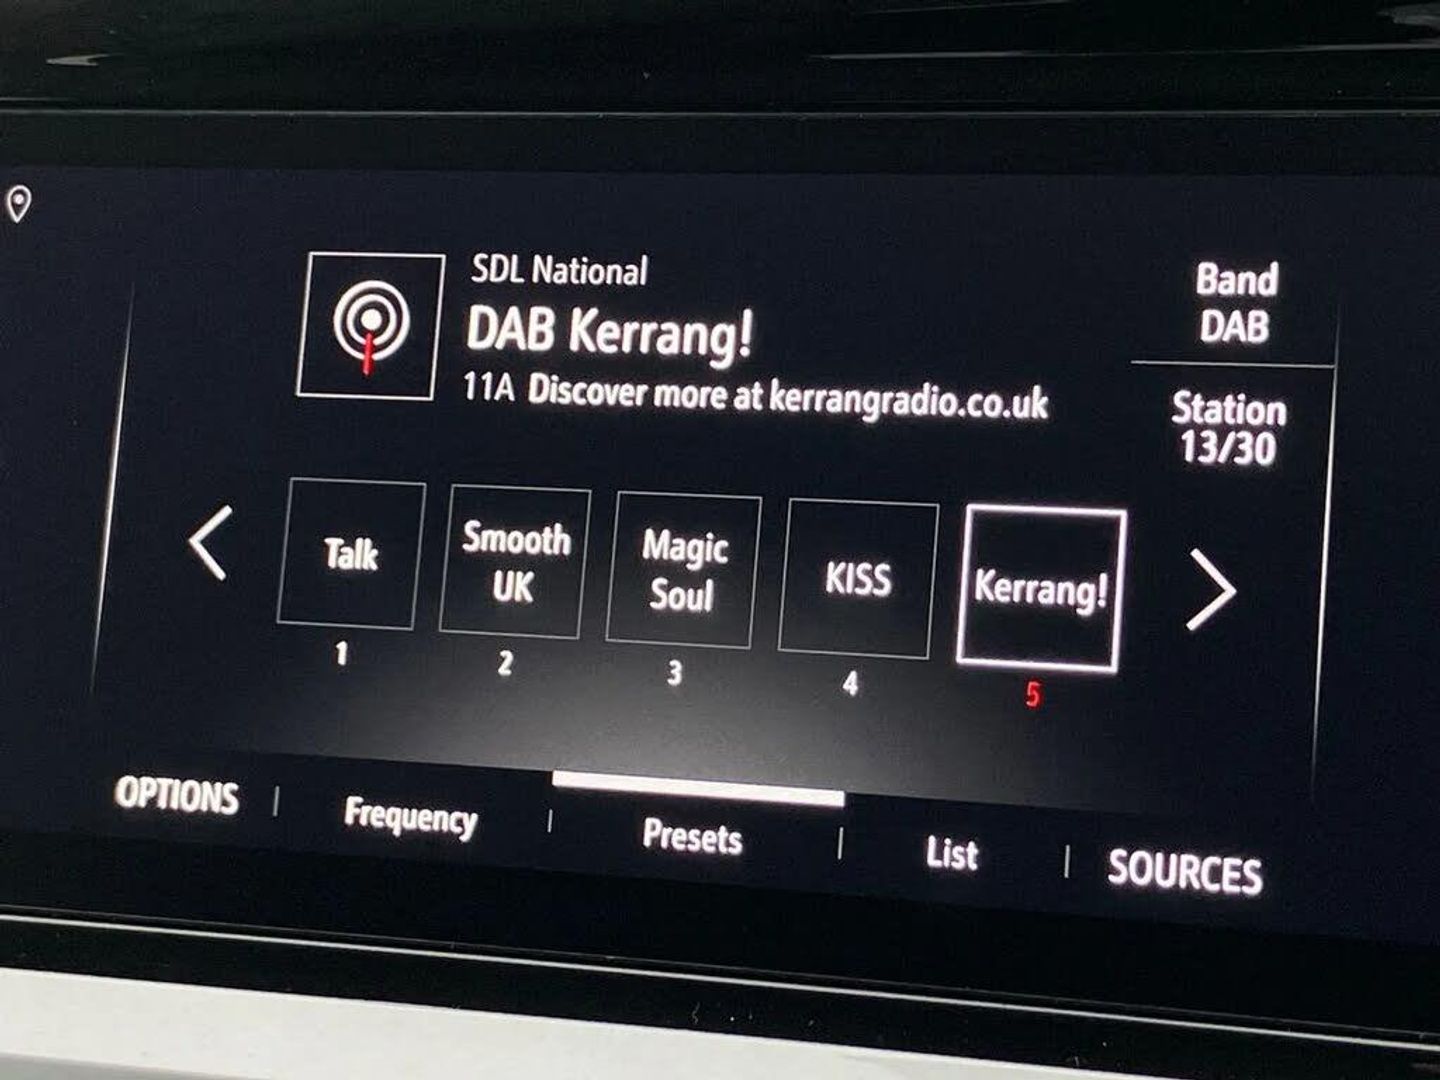 SDL National
DAB Kerrang!
11A Discover more at kerrangradio.co.uk
Band
DAB
Station
13/30
Talk
Smooth
UK
Magic
Soul
KISS
Kerrang!
1
2
3
4
5
OPTIONS
Frequency
Presets
List
SOURCES